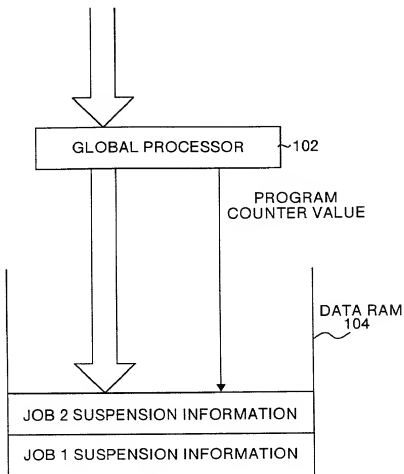 GLOBAL PROCESSOR
102
PROGRAM
COUNTER VALUE
DATA RAM
104
JOB 2 SUSPENSION INFORMATION
JOB 1 SUSPENSION INFORMATION